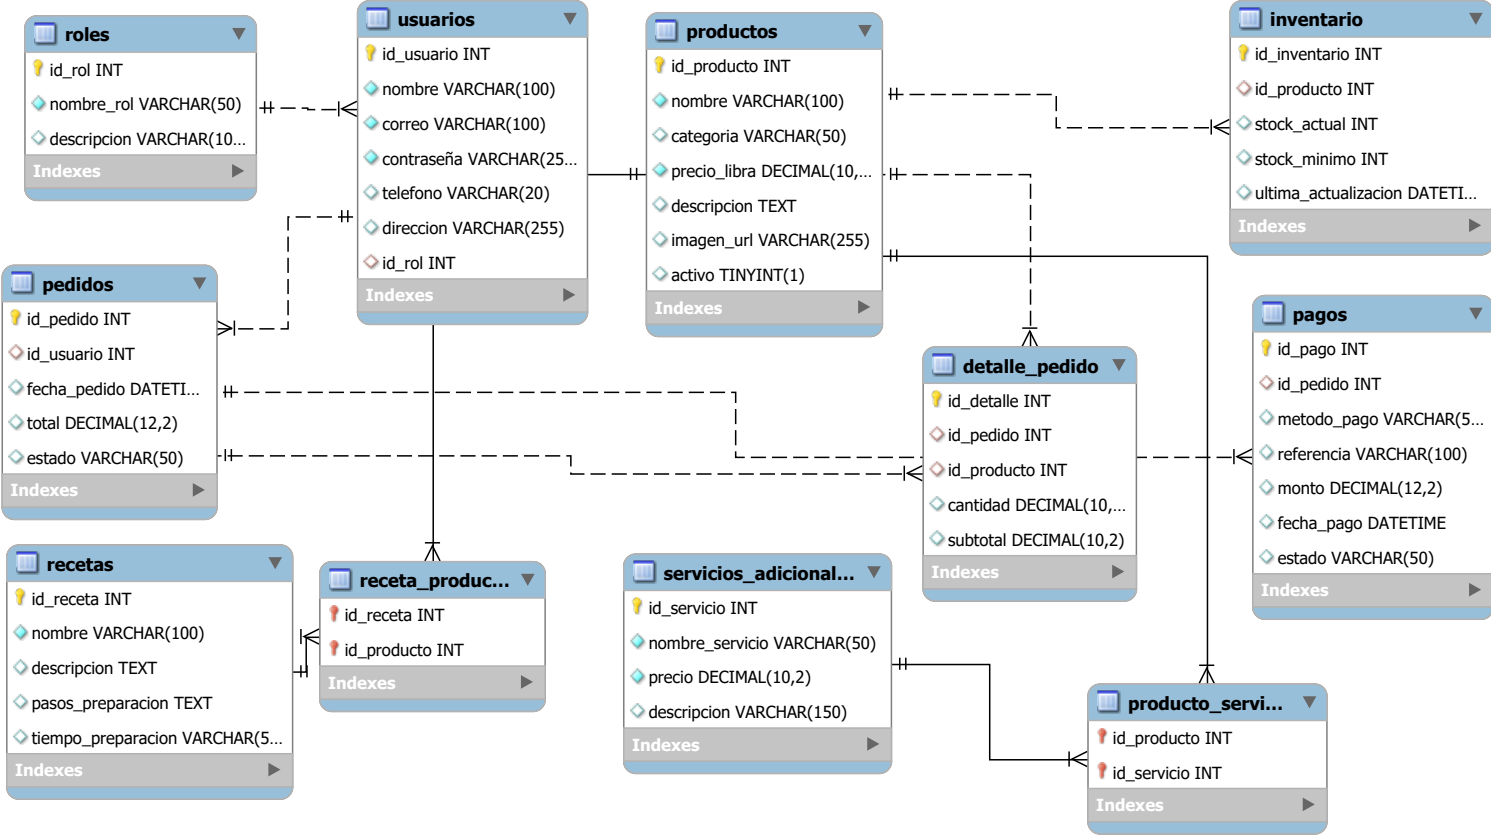 roles
id_rol INT
nombre_rol VARCHAR(50)
descripcion VARCHAR(10...
Indexes
usuarios
id_usuario INT
nombre VARCHAR(100)
correo VARCHAR(100)
contraseña VARCHAR(25...
telefono VARCHAR(20)
direccion VARCHAR(255)
id_rol INT
Indexes
productos
id_producto INT
nombre VARCHAR(100)
categoria VARCHAR(50)
precio_libra DECIMAL(10,...
descripcion TEXT
imagen_url VARCHAR(255)
activo TINYINT(1)
Indexes
inventario
id_inventario INT
id_producto INT
stock_actual INT
stock_minimo INT
ultima_actualizacion DATETI...
Indexes
pedidos
id_pedido INT
id_usuario INT
fecha_pedido DATETI...
total DECIMAL(12,2)
estado VARCHAR(50)
Indexes
detalle_pedido
id_detalle INT
id_pedido INT
id_producto INT
cantidad DECIMAL(10,...
subtotal DECIMAL(10,2)
Indexes
pagos
id_pago INT
id_pedido INT
metodo_pago VARCHAR(5...
referencia VARCHAR(100)
monto DECIMAL(12,2)
fecha_pago DATETIME
estado VARCHAR(50)
Indexes
recetas
id_receta INT
nombre VARCHAR(100)
descripcion TEXT
pasos_preparacion TEXT
tiempo_preparacion VARCHAR(5...
Indexes
receta_produc...
id_receta INT
id_producto INT
Indexes
servicios_adicional...
id_servicio INT
nombre_servicio VARCHAR(50)
precio DECIMAL(10,2)
descripcion VARCHAR(150)
Indexes
producto_servi...
id_producto INT
id_servicio INT
Indexes